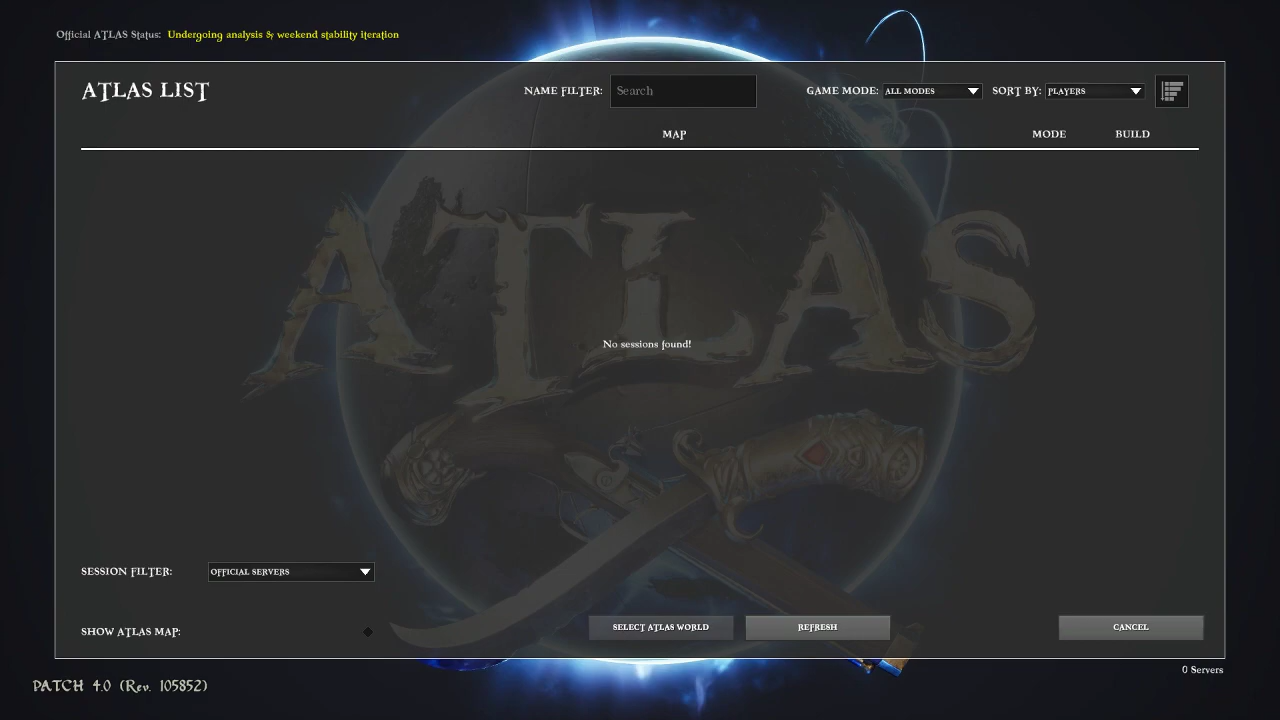 Official ATLAS Status: Undergoing analysis & weekend stability iteration
ATLAS LIST
NAME FILTER: Search
GAME MODE: ALL MODES
SORT BY: PLAYERS
MAP MODE BUILD
ATLAS
No sessions found!
SESSION FILTER: OFFICIAL SERVERS
SHOW ATLAS MAP:
SELECT ATLAS WORLD
REFRESH
CANCEL
0 Servers
PATCH 4.0 (Rev. 105852)